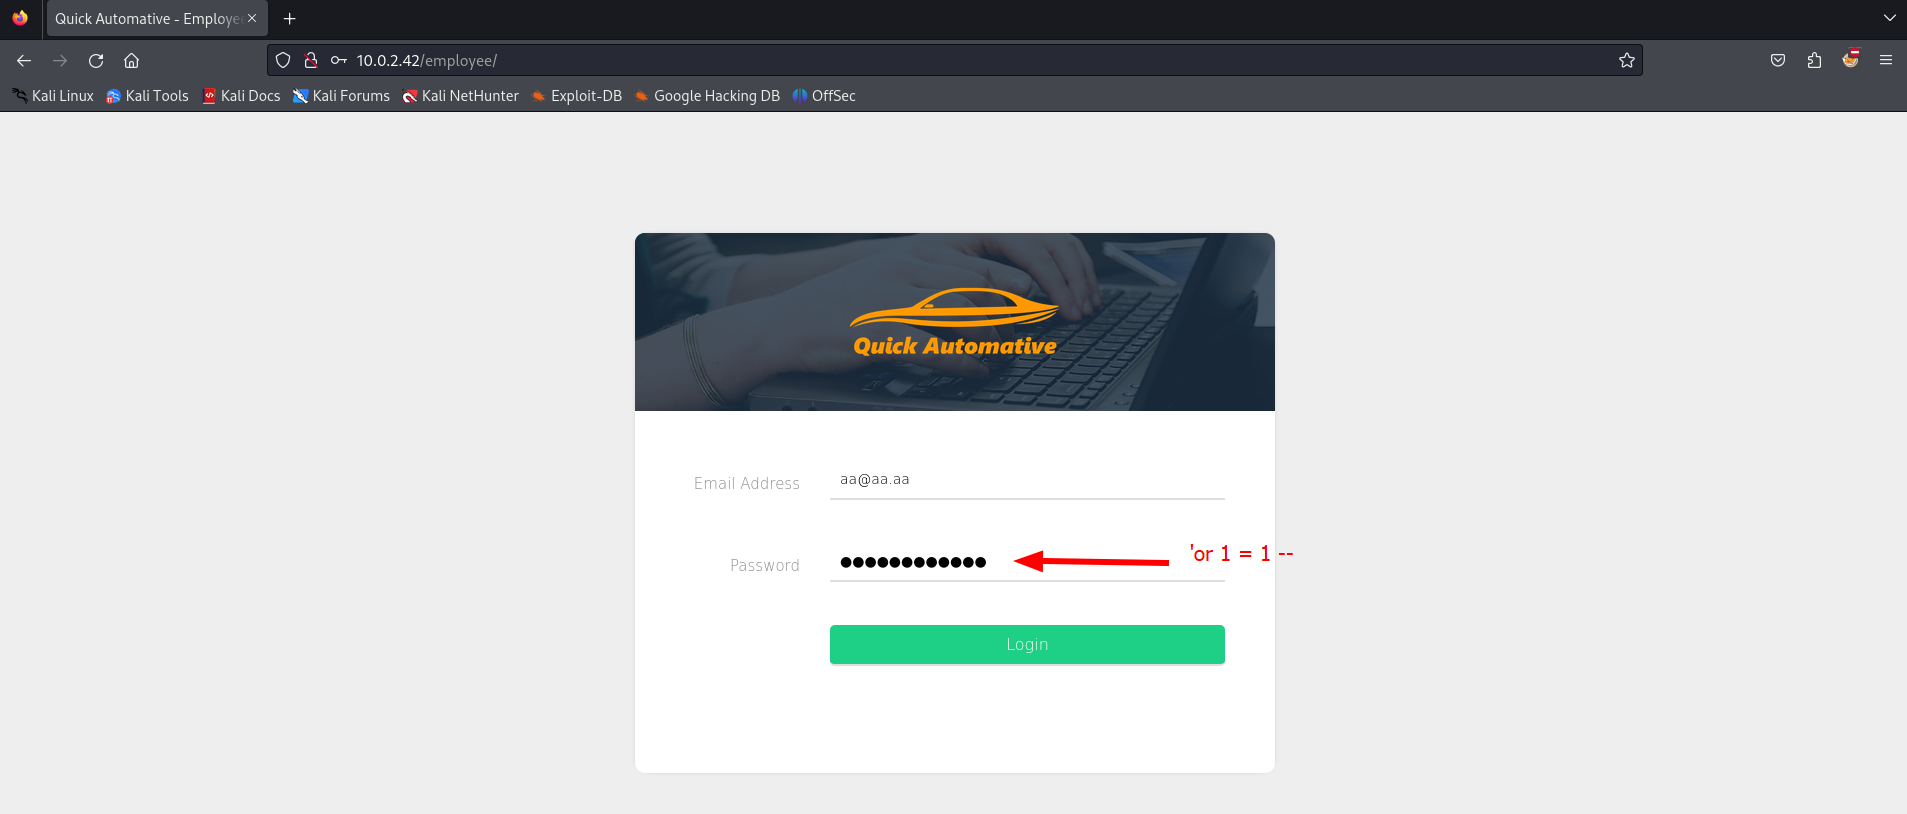 Quick Automative - Employe
10.0.2.42/employee/
Kali Linux Kali Tools Kali Docs Kali Forums Kali NetHunter Exploit-DB Google Hacking DB OffSec
Quick Automative
Email Address aa@aa.aa
Password ●●●●●●●●●●●● 'or 1 = 1 --
Login